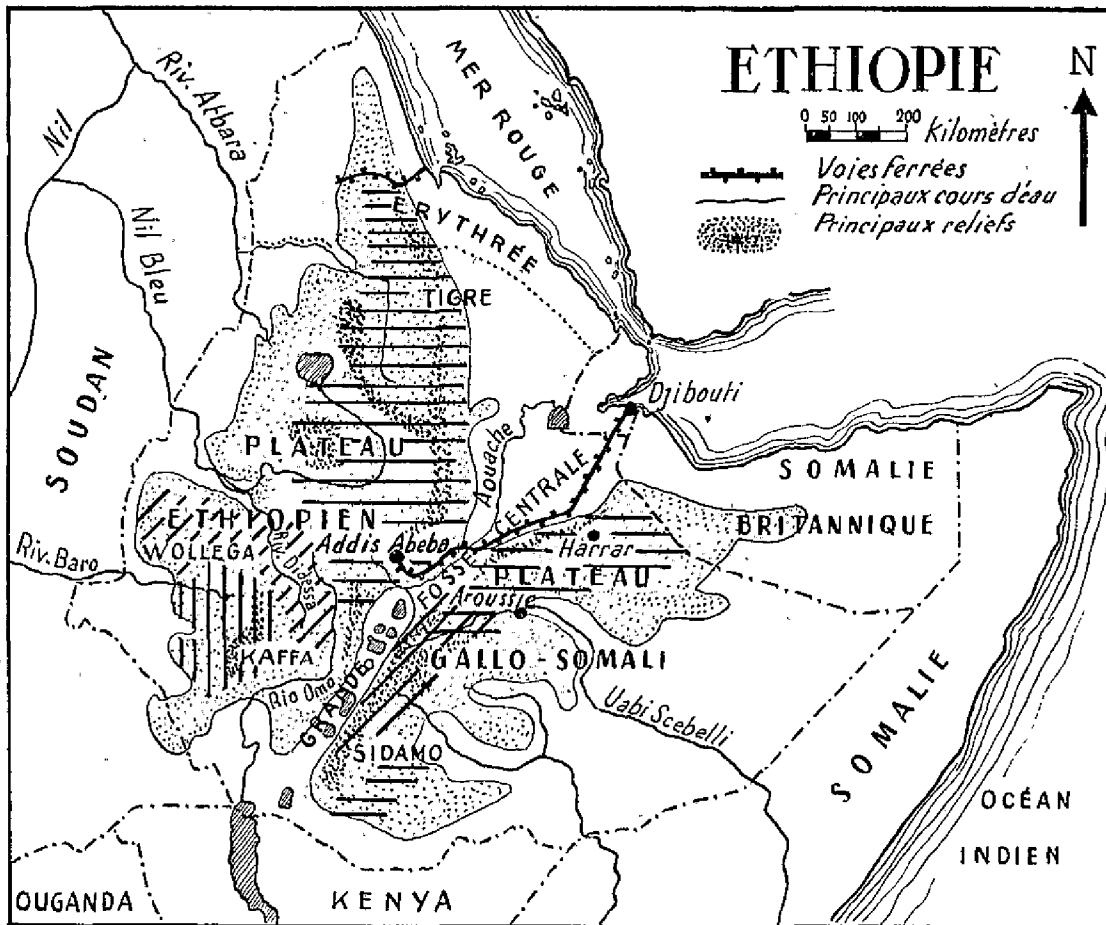 ETHIOPIE
N
0 50 100 200 Kilomètres
Voies ferrées
Principaux cours d'éau
Principaux reliefs
MER ROUGE
Riv. Atbara
Nil
Nil Bleu
ERYTHRÉE
TIGRE
SOUDAN
Djibouti
PLATEAU
ETHIOPIEN
Aouache
SOMALIE
BRITANNIQUE
WOLLEGA
Riv. Baro
Addis Abeba
Harrar
PLATEAU
GALLO-SOMALI
Aroussie
GRANDE FOSSE CENTRALE
KAFFA
Rio Omo
Uabi Scebelli
SIDAMO
SOMALIE
OCÉAN
INDIEN
OUGANDA
KENYA